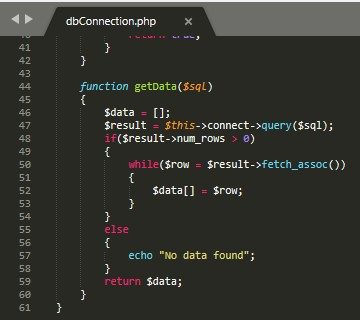 dbConnection.php ×
40 return true;
41 }
42 }
43
44 function getData($sql)
45 {
46 $data = [];
47 $result = $this->connect->query($sql);
48 if($result->num_rows > 0)
49 {
50 while($row = $result->fetch_assoc())
51 {
52 $data[] = $row;
53 }
54 }
55 else
56 {
57 echo "No data found";
58 }
59 return $data;
60 }
61 }